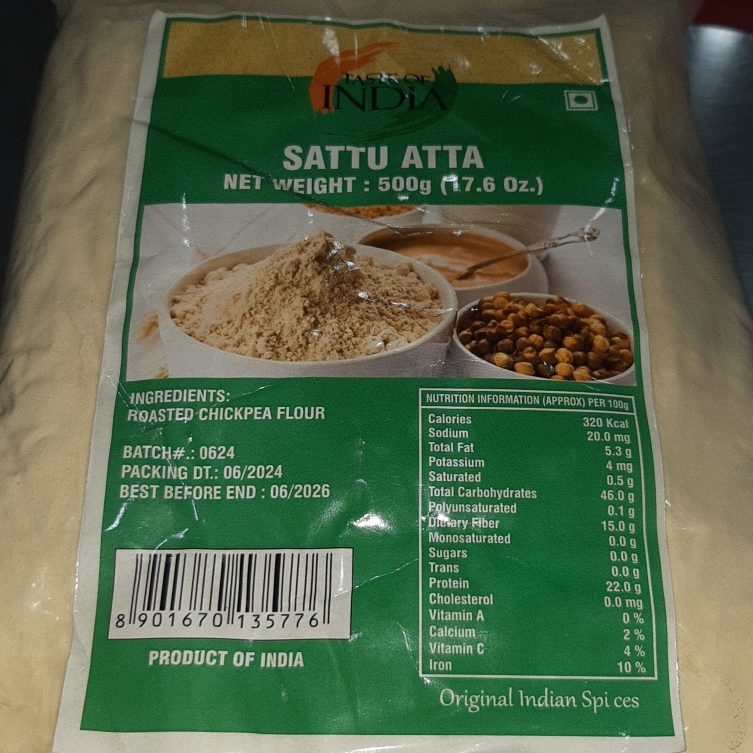 TASTE OF
INDIA
SATTU ATTA
NET WEIGHT : 500g (17.6 Oz.)
INGREDIENTS:
ROASTED CHICKPEA FLOUR
BATCH#.: 0624
PACKING DT.: 06/2024
BEST BEFORE END : 06/2026
8 901670 135776
PRODUCT OF INDIA
NUTRITION INFORMATION (APPROX) PER 100g
Calories 320 Kcal
Sodium 20.0 mg
Total Fat 5.3 g
Potassium 4 mg
Saturated 0.5 g
Total Carbohydrates 46.0 g
Polyunsaturated 0.1 g
Dietary Fiber 15.0 g
Monosaturated 0.0 g
Sugars 0.0 g
Trans 0.0 g
Protein 22.0 g
Cholesterol 0.0 mg
Vitamin A 0 %
Calcium 2 %
Vitamin C 4 %
Iron 10 %
Original Indian Spi ces